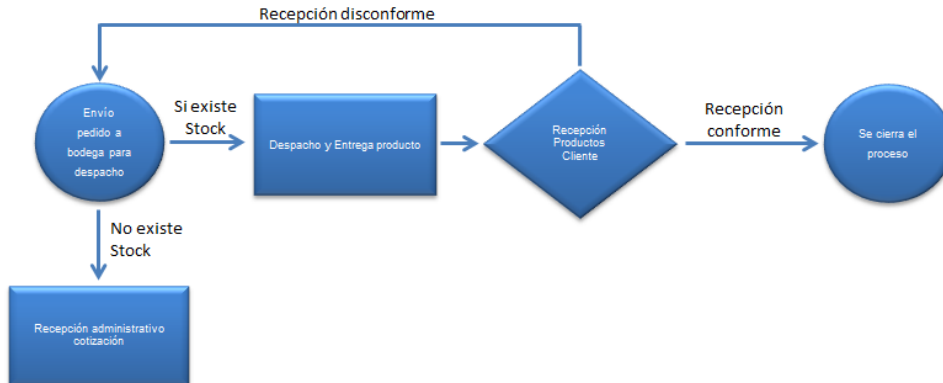 Recepción disconforme
Envío
pedido a
bodega para
despacho
Si existe
Stock
Despacho y Entrega producto
Recepción
Productos
Cliente
Recepción
conforme
Se cierra el
proceso
No existe
Stock
Recepción administrativo
cotización